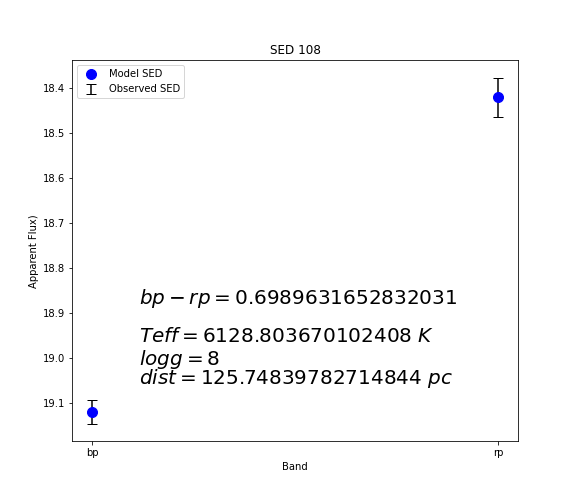 SED 108
Model SED
Observed SED
18.4
18.5
18.6
18.7
18.8
18.9
19.0
19.1
Apparent Flux)
bp − rp = 0.6989631652832031
Teff = 6128.803670102408 K
logg = 8
dist = 125.74839782714844 pc
bp
rp
Band